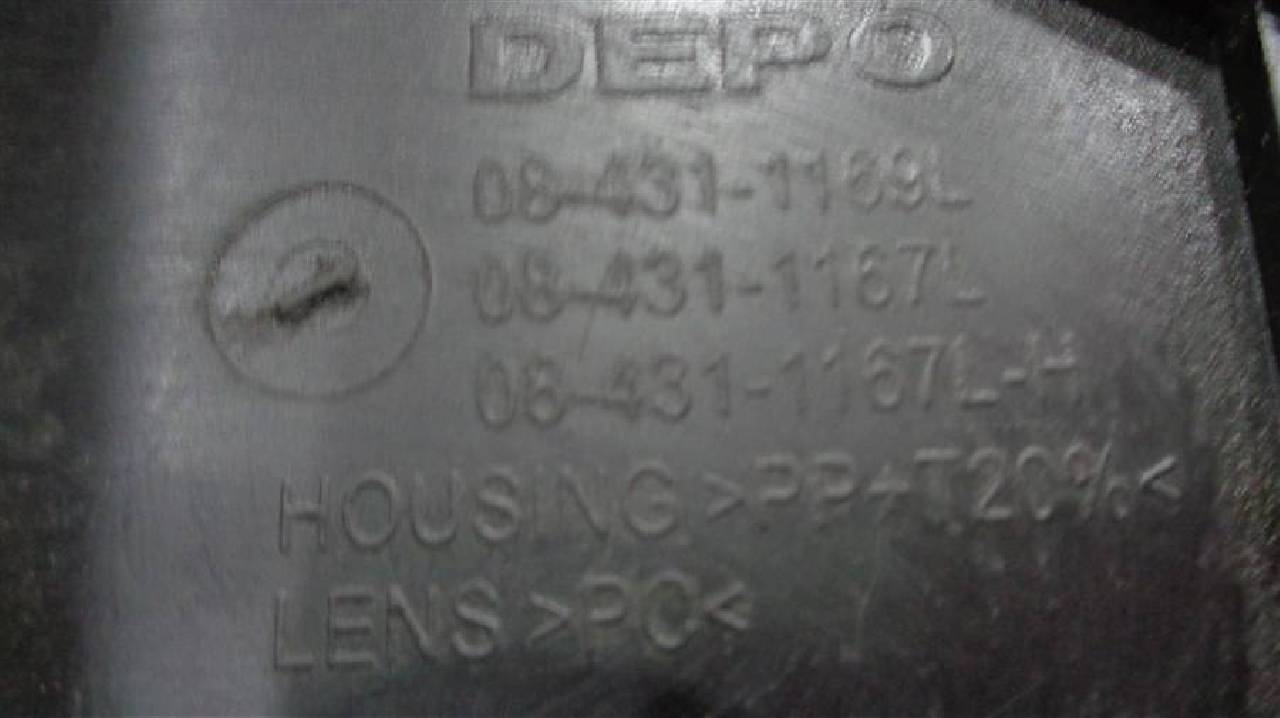 DEPO
08-431-1169L
08-431-1167L
08-431-1167L-H
HOUSING >PP+T20%<
LENS >PC<